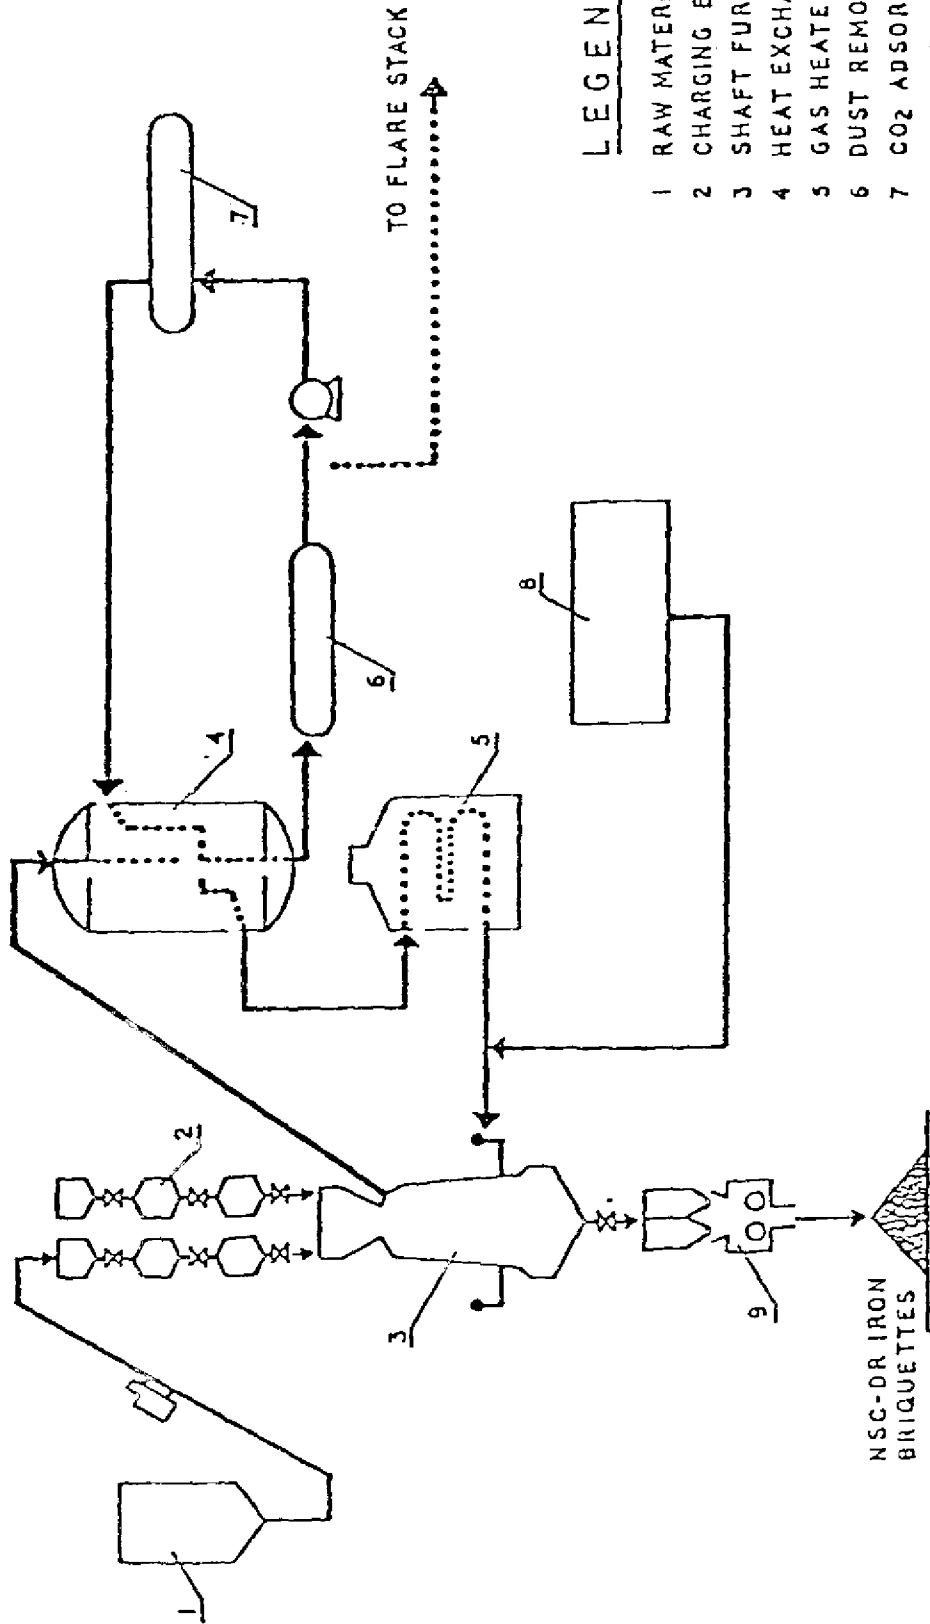 1
2
4
7
6
3
TO FLARE STACK
5
8
LEGEN
1 RAW MATER
2 CHARGING E
3 SHAFT FUR
4 HEAT EXCHA
5 GAS HEATE
6 DUST REMO
7 CO₂ ADSOR
9
NSC-DR IRON
BRIQUETTES